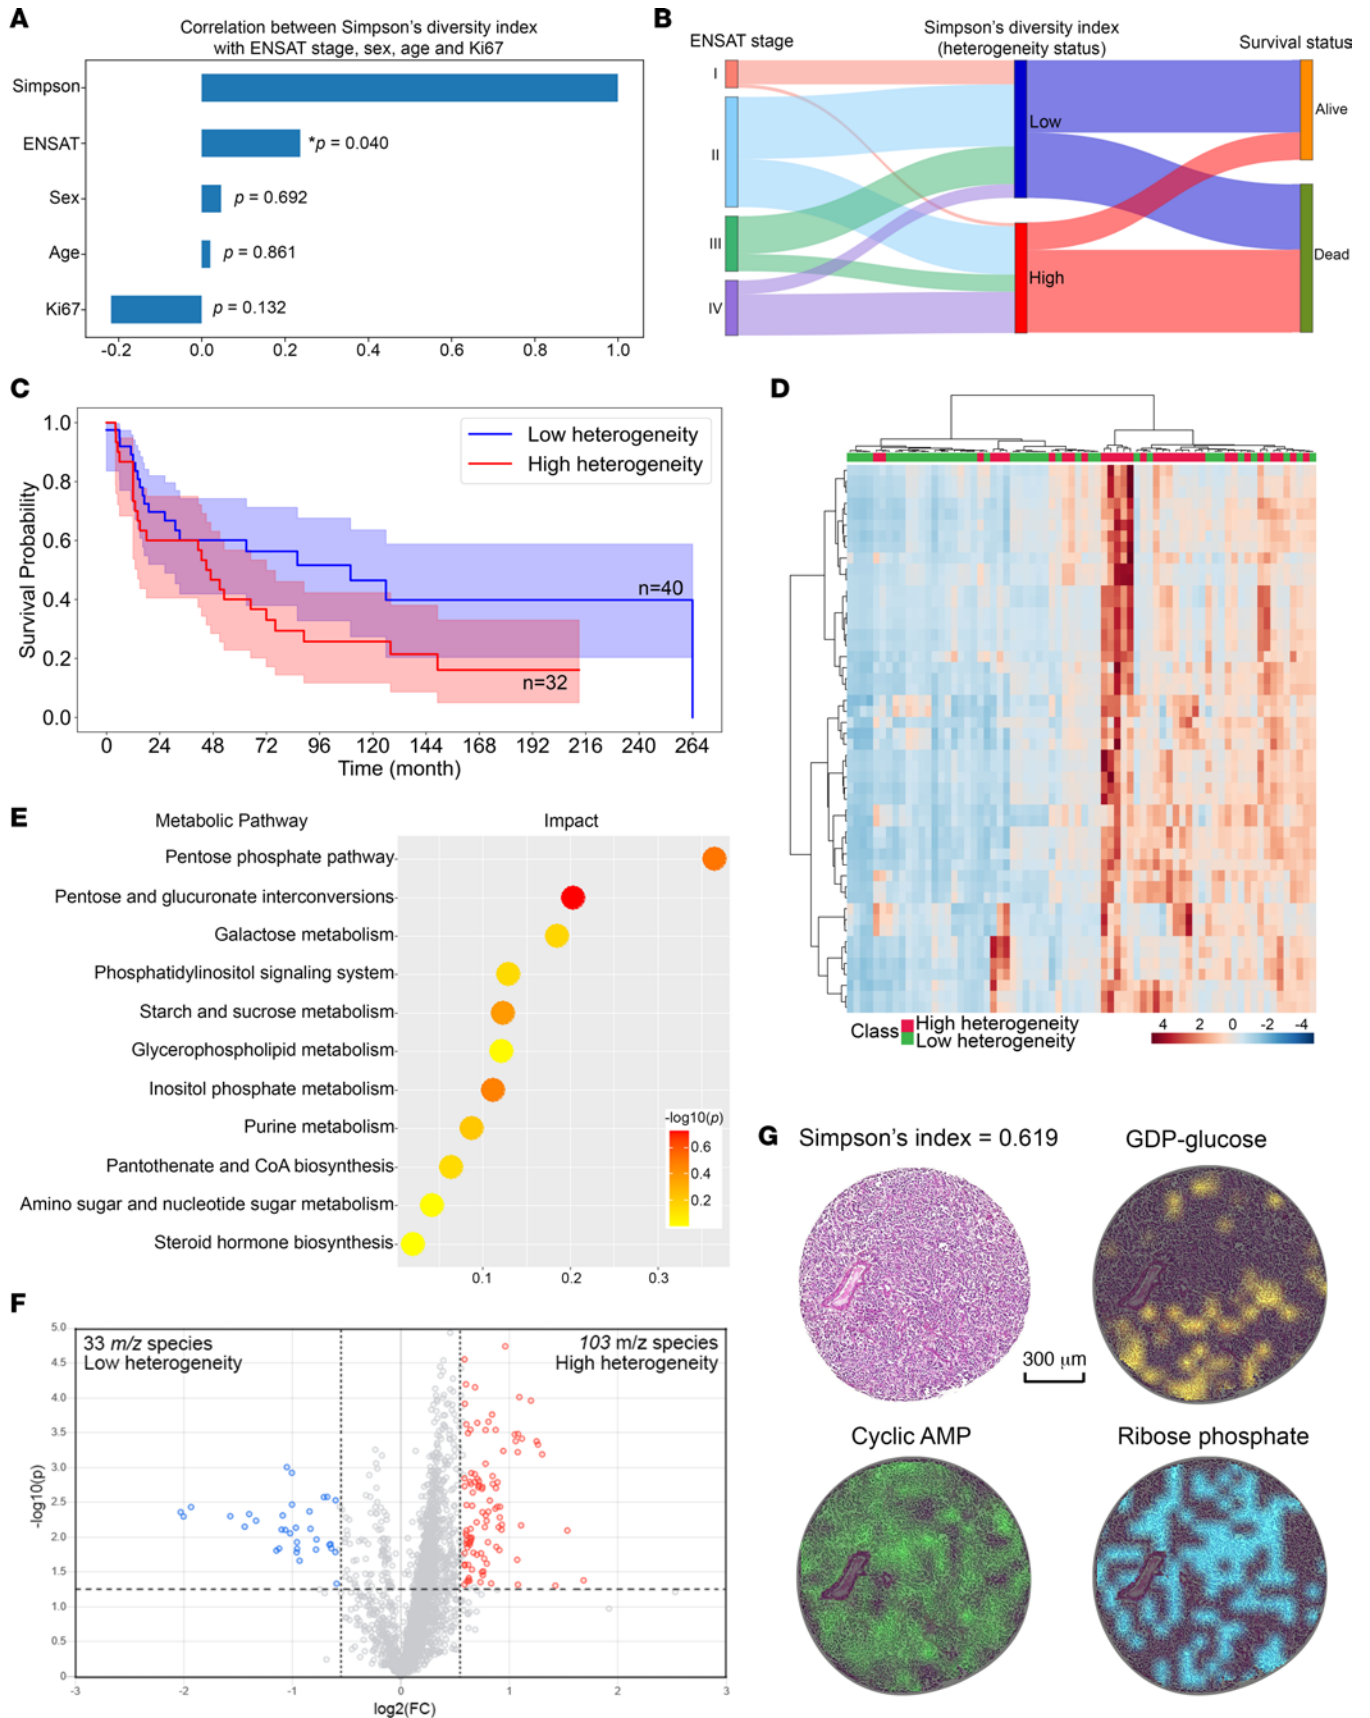 A
Correlation between Simpson's diversity index
with ENSAT stage, sex, age and Ki67
Simpson
ENSAT
*p = 0.040
Sex
p = 0.692
Age
p = 0.861
Ki67
p = 0.132
-0.2 0.0 0.2 0.4 0.6 0.8 1.0
B
ENSAT stage
Simpson's diversity index
(heterogeneity status)
Survival status
I
II
III
IV
Low
High
Alive
Dead
C
Survival Probability
1.0
0.8
0.6
0.4
0.2
0.0
Low heterogeneity
High heterogeneity
n=40
n=32
0 24 48 72 96 120 144 168 192 216 240 264
Time (month)
D
Class
High heterogeneity
Low heterogeneity
4 2 0 -2 -4
E
Metabolic Pathway
Impact
Pentose phosphate pathway
Pentose and glucuronate interconversions
Galactose metabolism
Phosphatidylinositol signaling system
Starch and sucrose metabolism
Glycerophospholipid metabolism
Inositol phosphate metabolism
Purine metabolism
Pantothenate and CoA biosynthesis
Amino sugar and nucleotide sugar metabolism
Steroid hormone biosynthesis
-log10(p)
0.6
0.4
0.2
0.1 0.2 0.3
F
33 m/z species
Low heterogeneity
103 m/z species
High heterogeneity
-log10(p)
5.0
4.5
4.0
3.5
3.0
2.5
2.0
1.5
1.0
0.5
0
-3 -2 -1 0 1 2 3
log2(FC)
G
Simpson's index = 0.619
GDP-glucose
300 μm
Cyclic AMP
Ribose phosphate